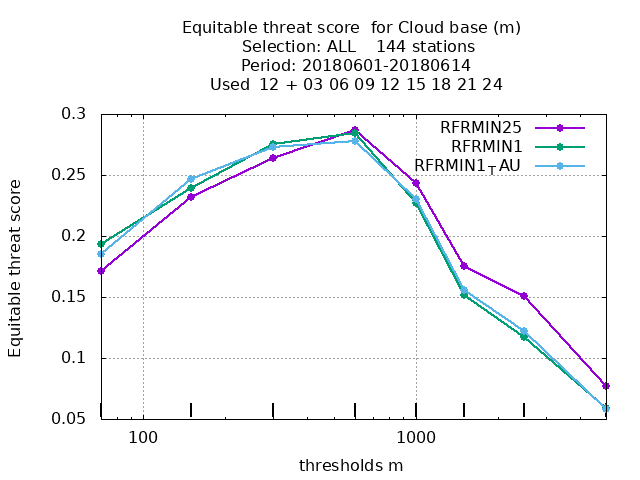 Equitable threat score  for Cloud base (m)
Selection: ALL    144 stations
Period: 20180601-20180614
Used  12 + 03 06 09 12 15 18 21 24
RFRMIN25
RFRMIN1
RFRMIN1TAU
Equitable threat score
0.3
0.25
0.2
0.15
0.1
0.05
100
1000
thresholds m